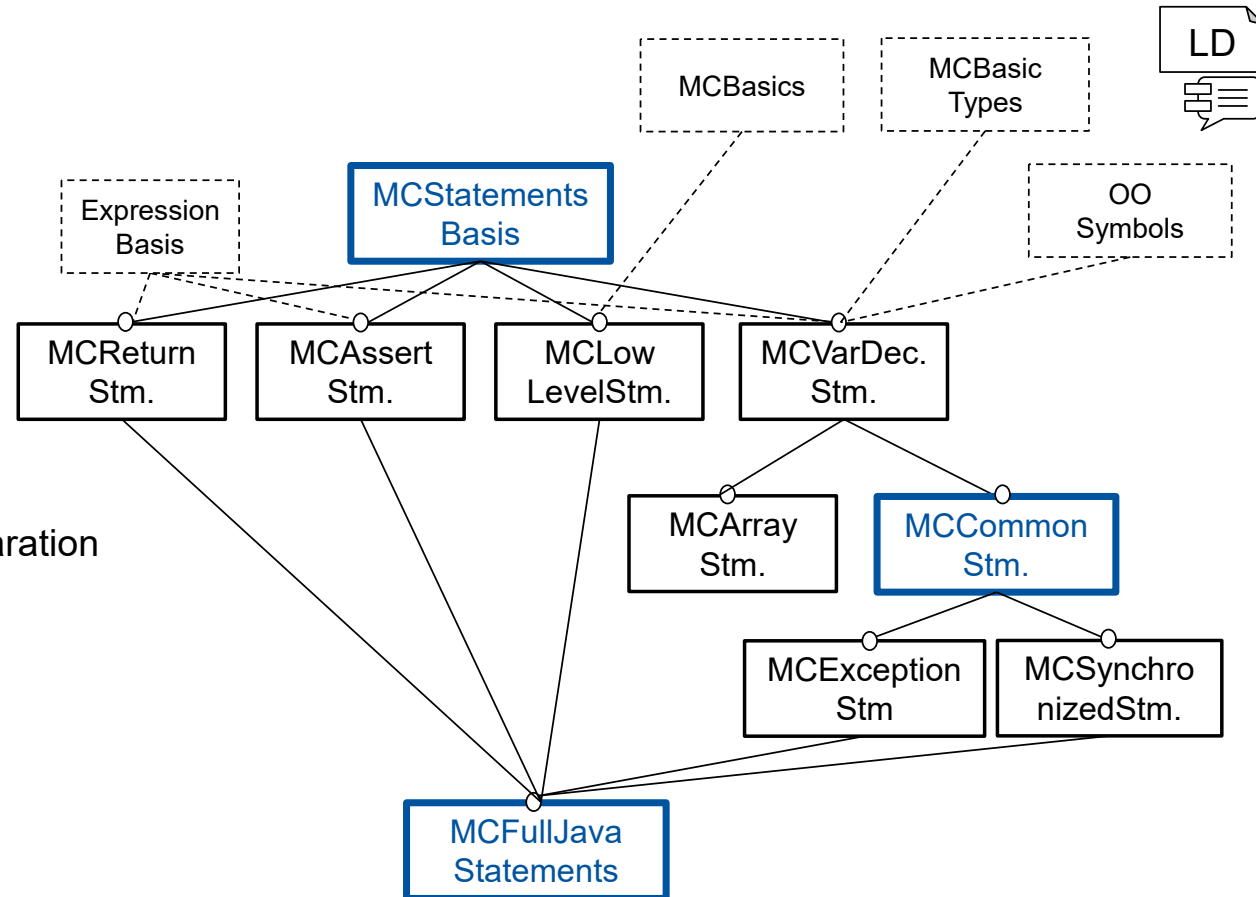 LD
MCBasics
MCBasic
Types
Expression
Basis
MCStatements
Basis
OO
Symbols
MCReturn
Stm.
MCAssert
Stm.
MCLow
LevelStm.
MCVarDec.
Stm.
aration
MCArray
Stm.
MCCommon
Stm.
MCException
Stm
MCSynchro
nizedStm.
MCFullJava
Statements